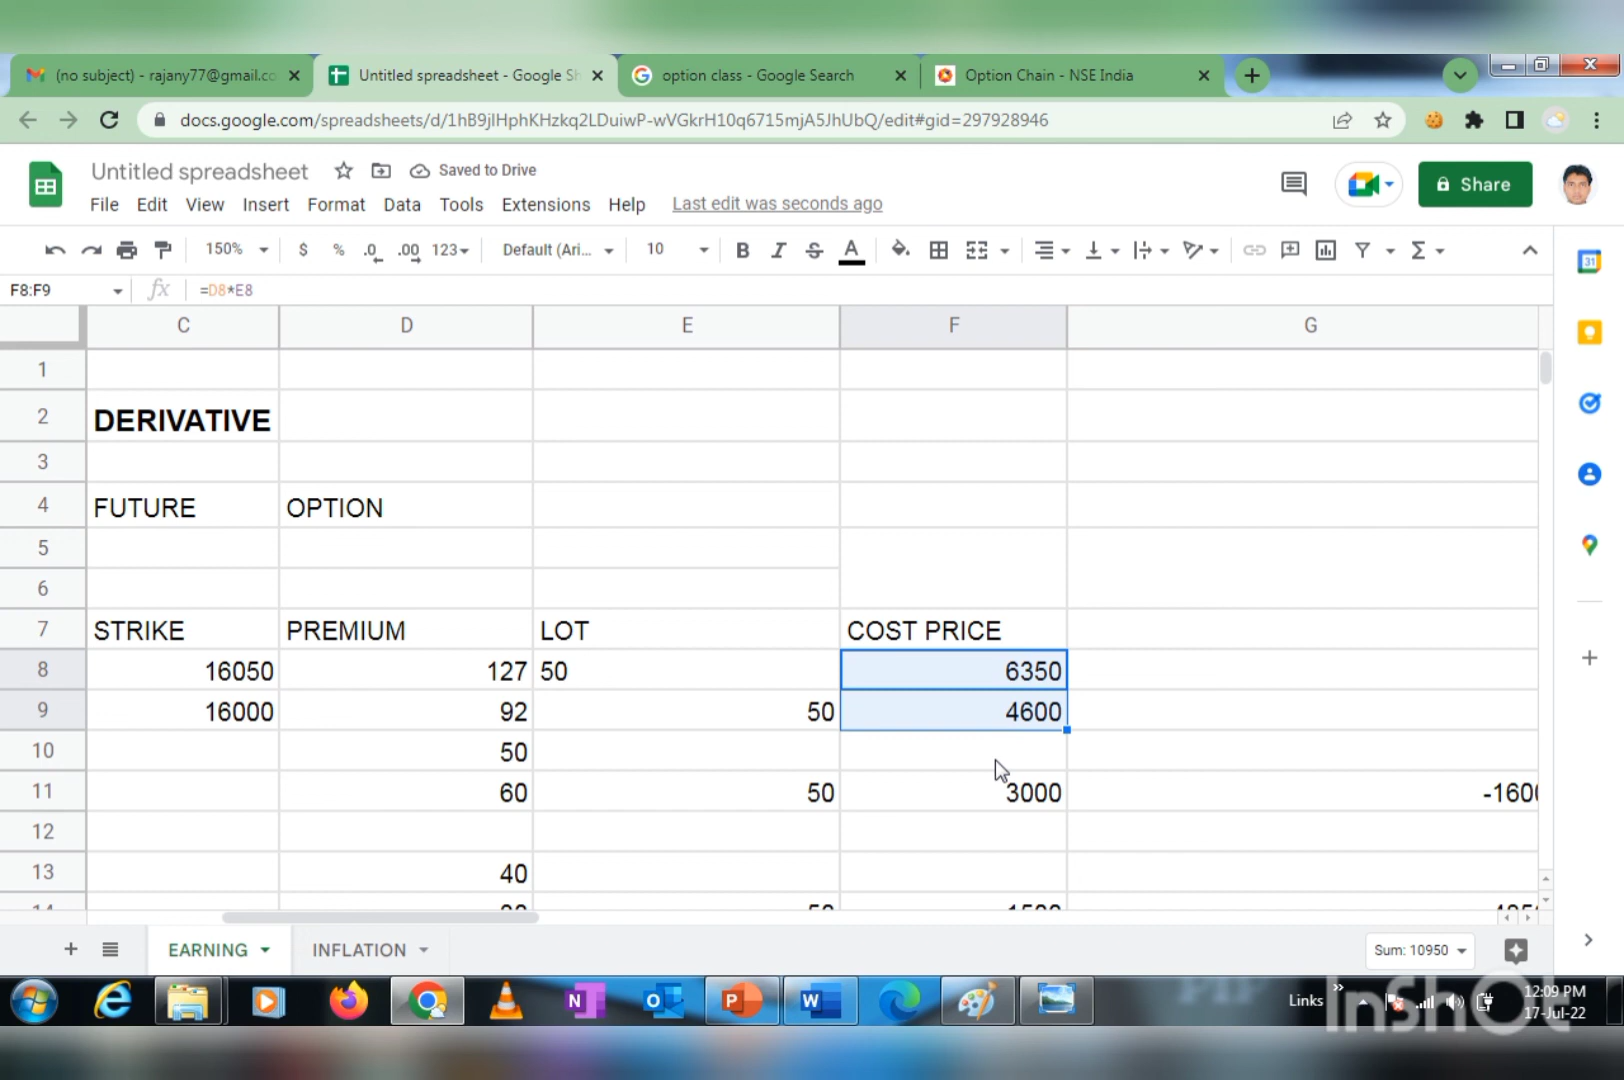 (no subject) - rajany77@gmail.co
Untitled spreadsheet - Google Sh
option class - Google Search
Option Chain - NSE India
docs.google.com/spreadsheets/d/1hB9jIHphKHzkq2LDuiwP-wVGkrH10q6715mjA5JhUbQ/edit#gid=297928946
Untitled spreadsheet Saved to Drive
Share
File Edit View Insert Format Data Tools Extensions Help Last edit was seconds ago
150% $ % .0 .00 123 Default (Ari... 10 B I S A Σ
31
F8:F9 fx =D8*E8
C D E F G
1
2 DERIVATIVE
3
4 FUTURE OPTION
5
6
7 STRIKE PREMIUM LOT COST PRICE
8 16050 127 50 6350
9 16000 92 50 4600
10 50
11 60 50 3000 -1600
12
13 40
+ EARNING INFLATION Sum: 10950
N O P W
PIP
Links 12:09 PM
17-Jul-22
InShOt